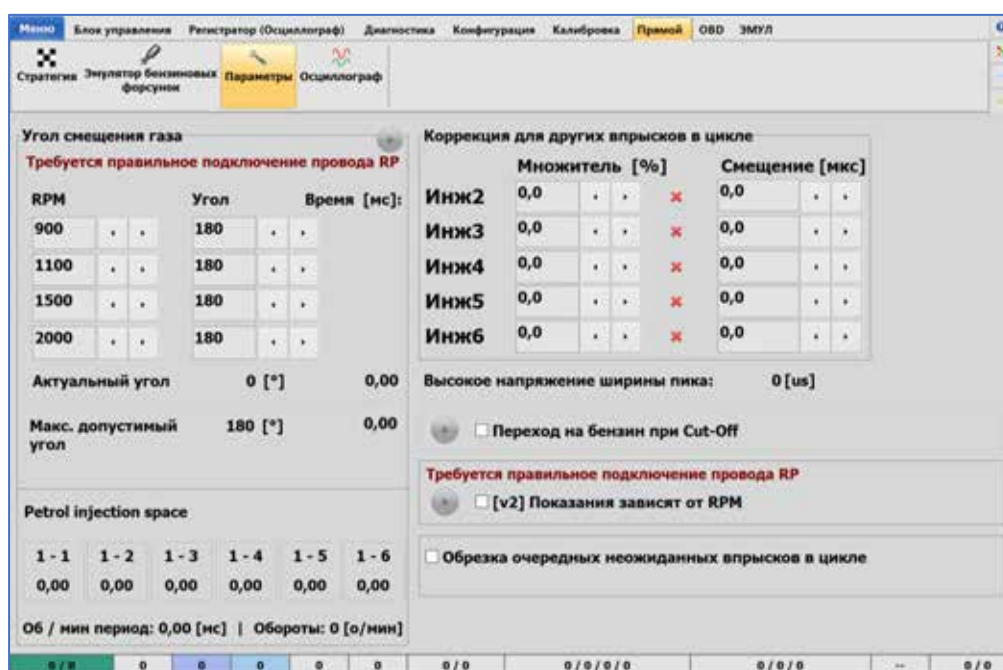 Меню Блок управления Регистратор (Осциллограф) Диагностика Конфигурация Калибровка Прямой OBD ЭМУЛ
Стратегия Эмулятор бензиновых форсунок Параметры Осциллограф
Угол смещения газа
Требуется правильное подключение провода RP
RPM Угол Время [мс]:
900 180
1100 180
1500 180
2000 180
Актуальный угол 0 [°] 0,00
Макс. допустимый угол 180 [°] 0,00
Petrol injection space
1 - 1 1 - 2 1 - 3 1 - 4 1 - 5 1 - 6
0,00 0,00 0,00 0,00 0,00 0,00
Об / мин период: 0,00 [мс] | Обороты: 0 [о/мин]
Коррекция для других впрысков в цикле
Множитель [%] Смещение [мкс]
Инж2 0,0 0,0
Инж3 0,0 0,0
Инж4 0,0 0,0
Инж5 0,0 0,0
Инж6 0,0 0,0
Высокое напряжение ширины пика: 0 [us]
Переход на бензин при Cut-Off
Требуется правильное подключение провода RP
[v2] Показания зависят от RPM
Обрезка очередных неожиданных впрысков в цикле
0 / 0 0 0 0 0 0 0 / 0 0 / 0 / 0 / 0 0 / 0 / 0 -- 0 / 0